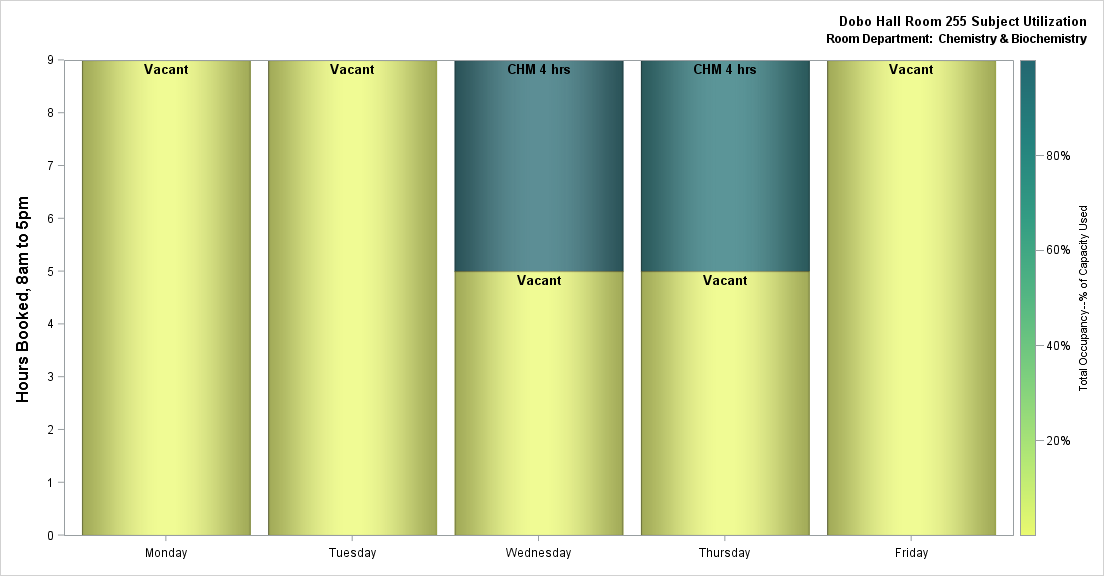 Dobo Hall Room 255 Subject Utilization
Room Department: Chemistry & Biochemistry
Hours Booked, 8am to 5pm
9
8
7
6
5
4
3
2
1
0
Vacant
Vacant
CHM 4 hrs
CHM 4 hrs
Vacant
Vacant
Vacant
Monday
Tuesday
Wednesday
Thursday
Friday
80%
60%
40%
20%
Total Occupancy--% of Capacity Used